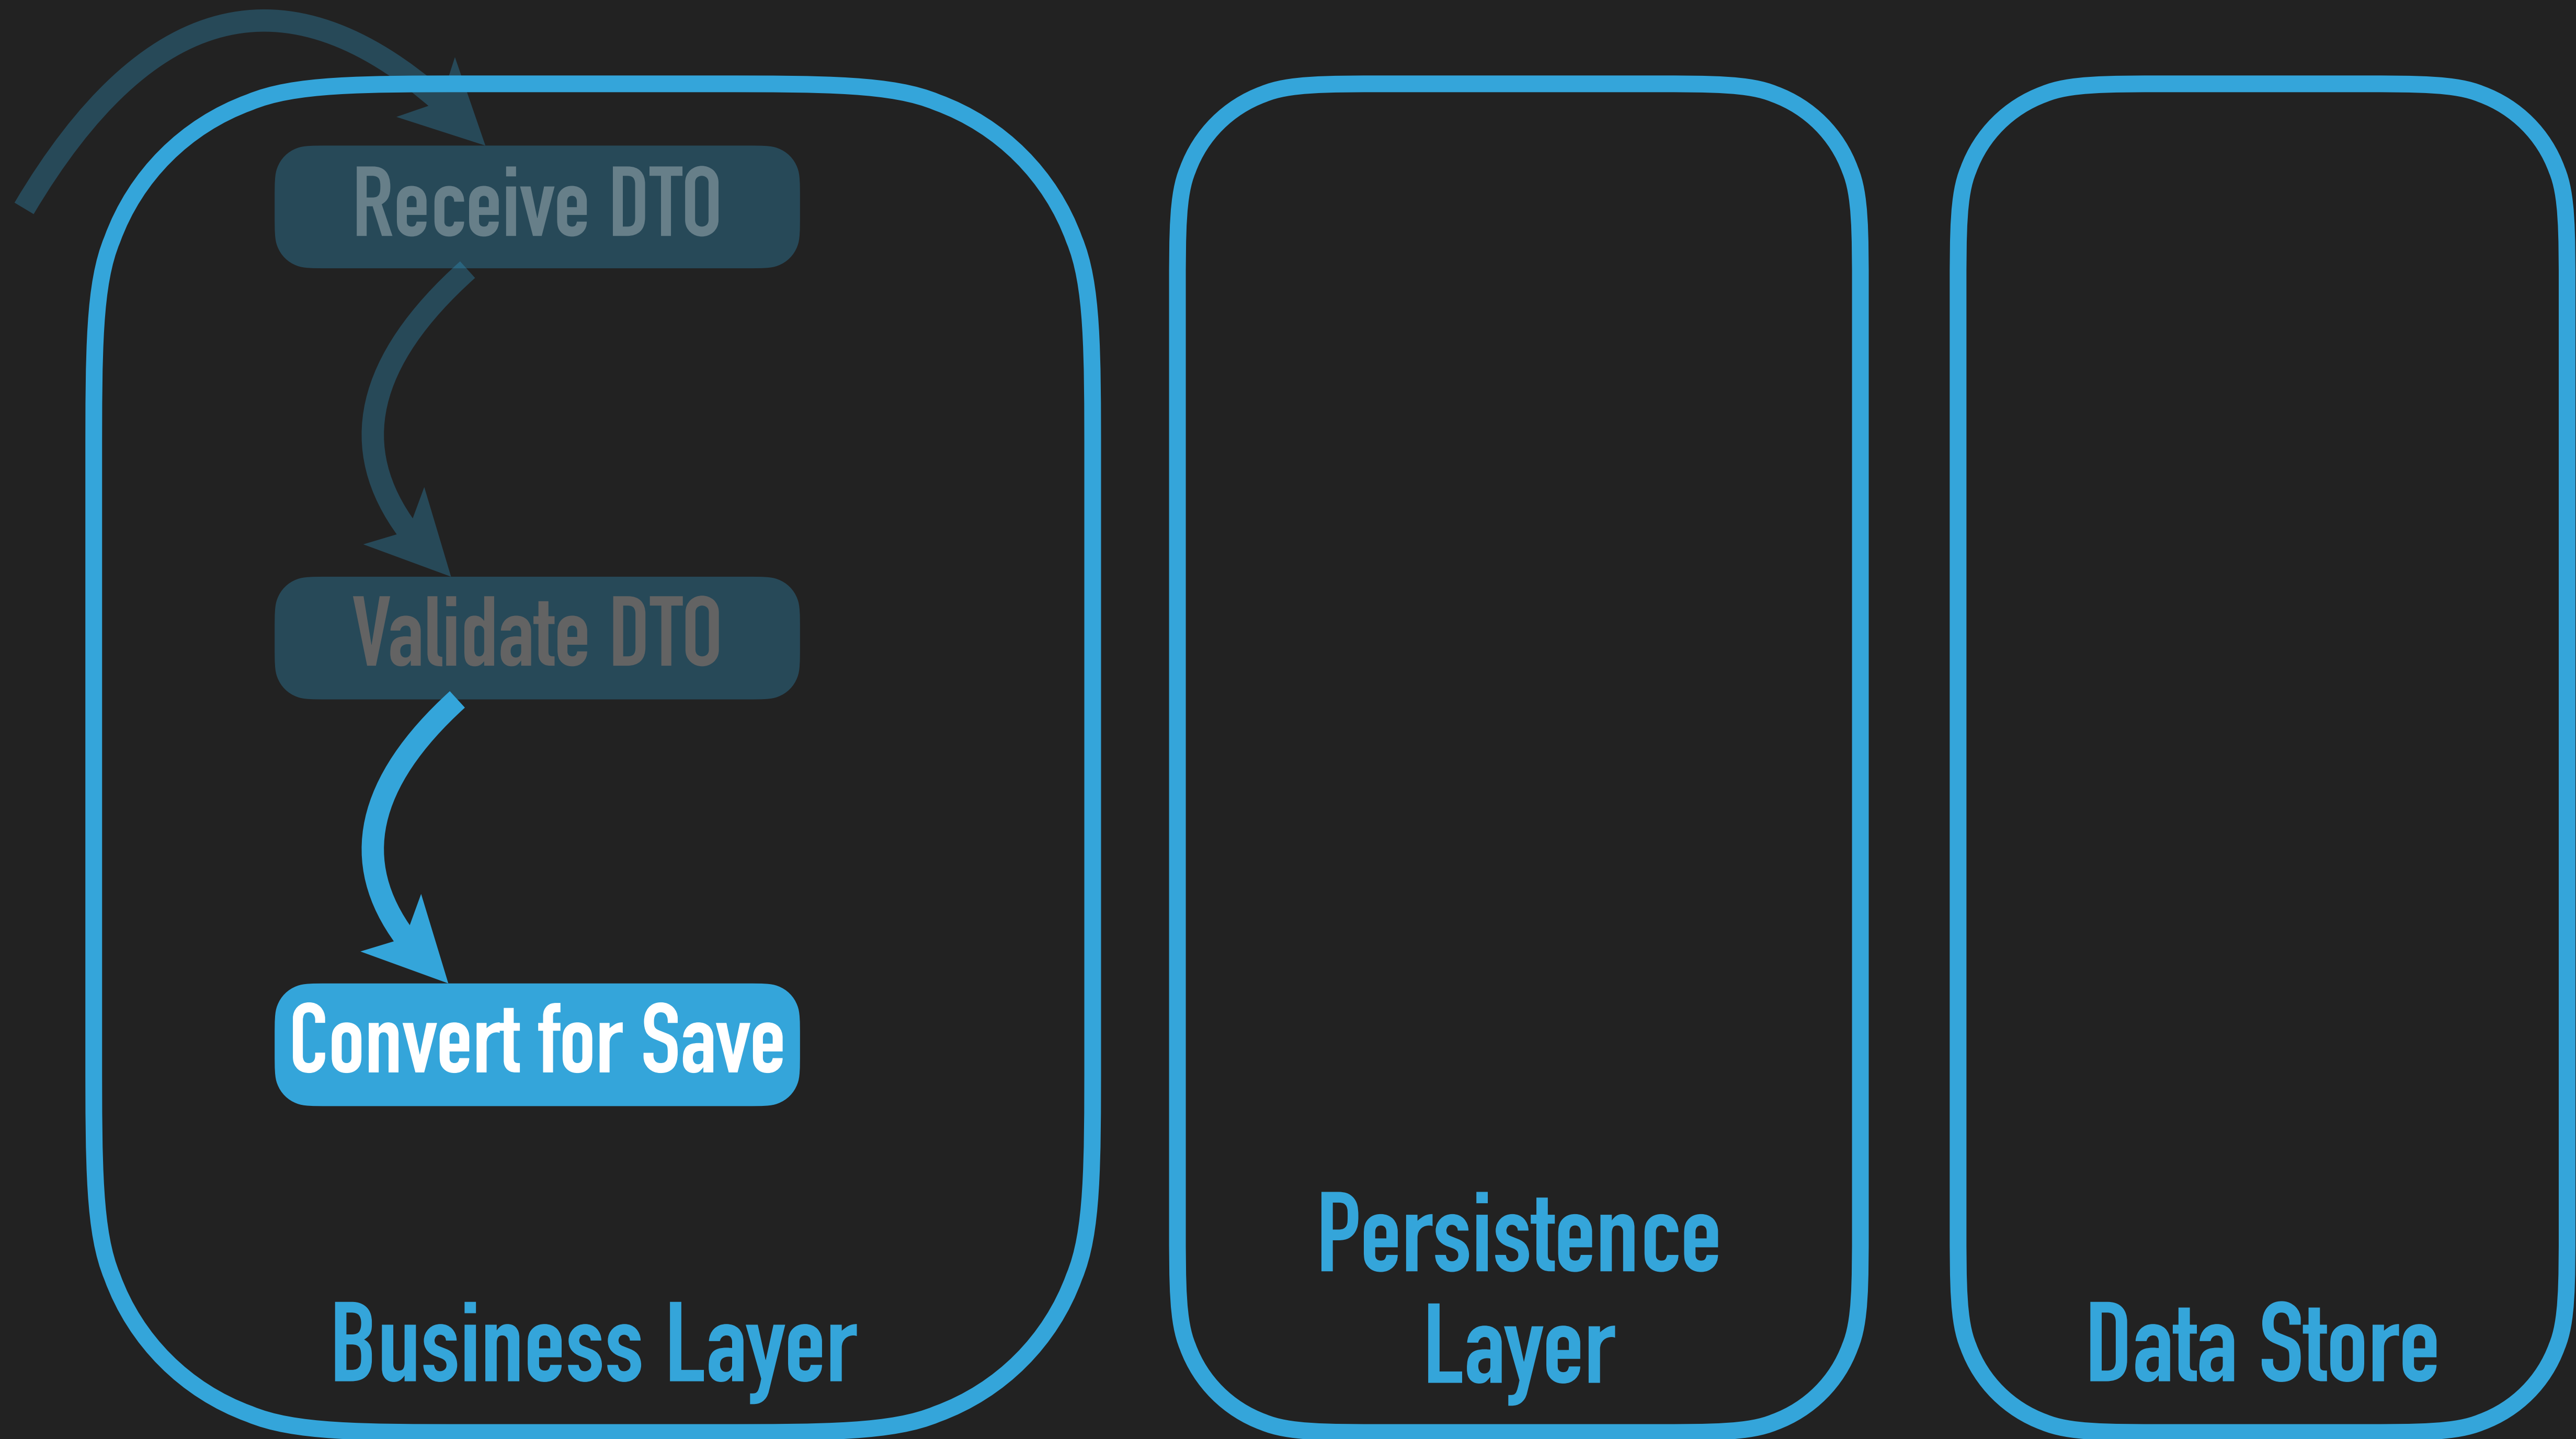 Receive DTO
Validate DTO
Convert for Save
Business Layer
Persistence
Layer
Data Store